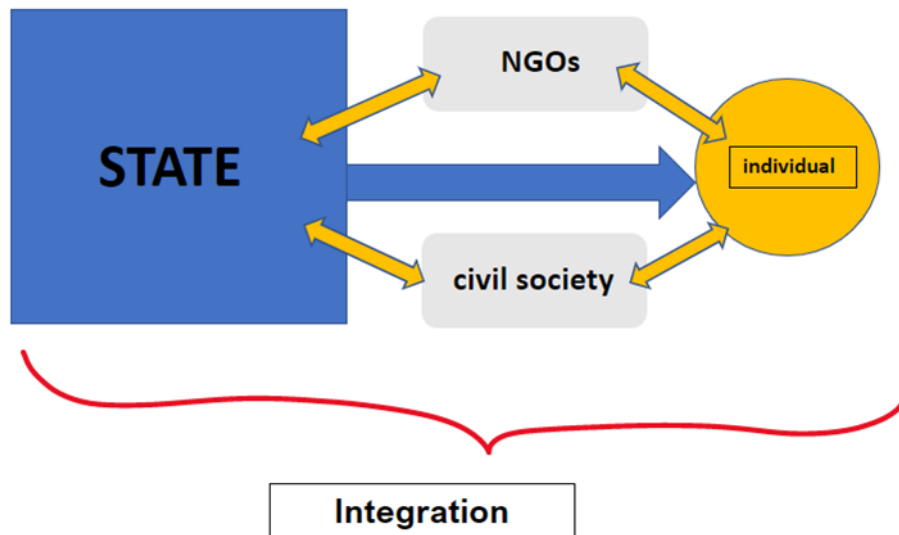 NGOs
STATE
individual
civil society
Integration